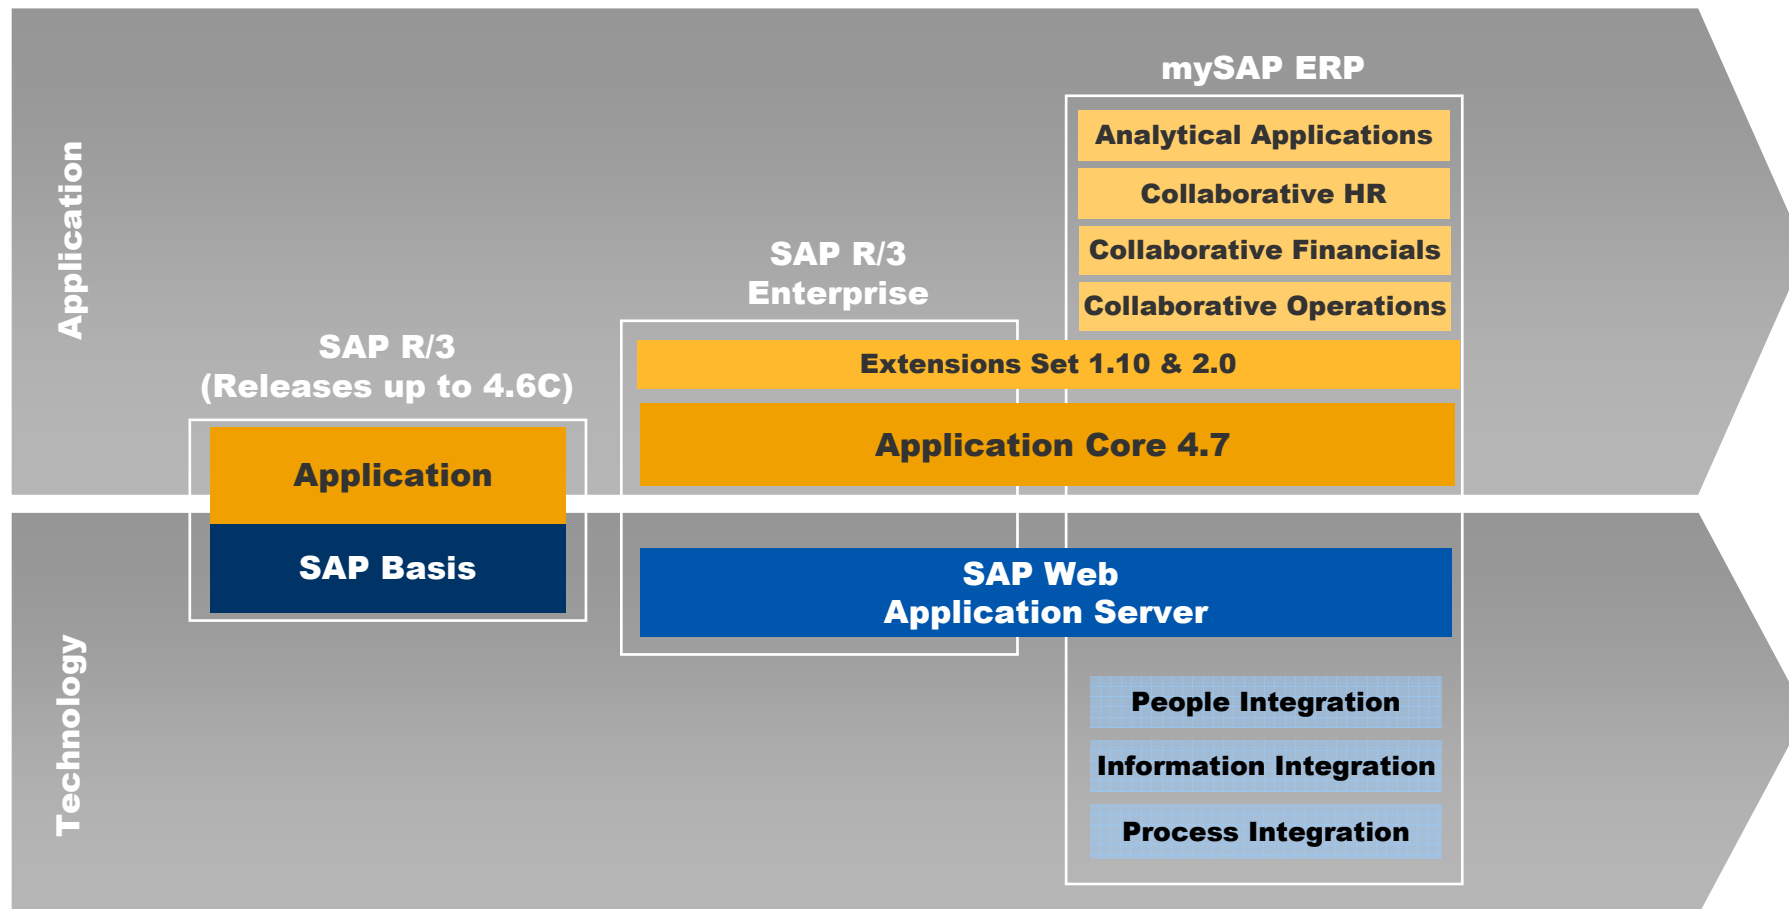 Application
SAP R/3
(Releases up to 4.6C)
Application
SAP Basis
SAP R/3
Enterprise
mySAP ERP
Analytical Applications
Collaborative HR
Collaborative Financials
Collaborative Operations
Extensions Set 1.10 & 2.0
Application Core 4.7
Technology
SAP Web
Application Server
People Integration
Information Integration
Process Integration